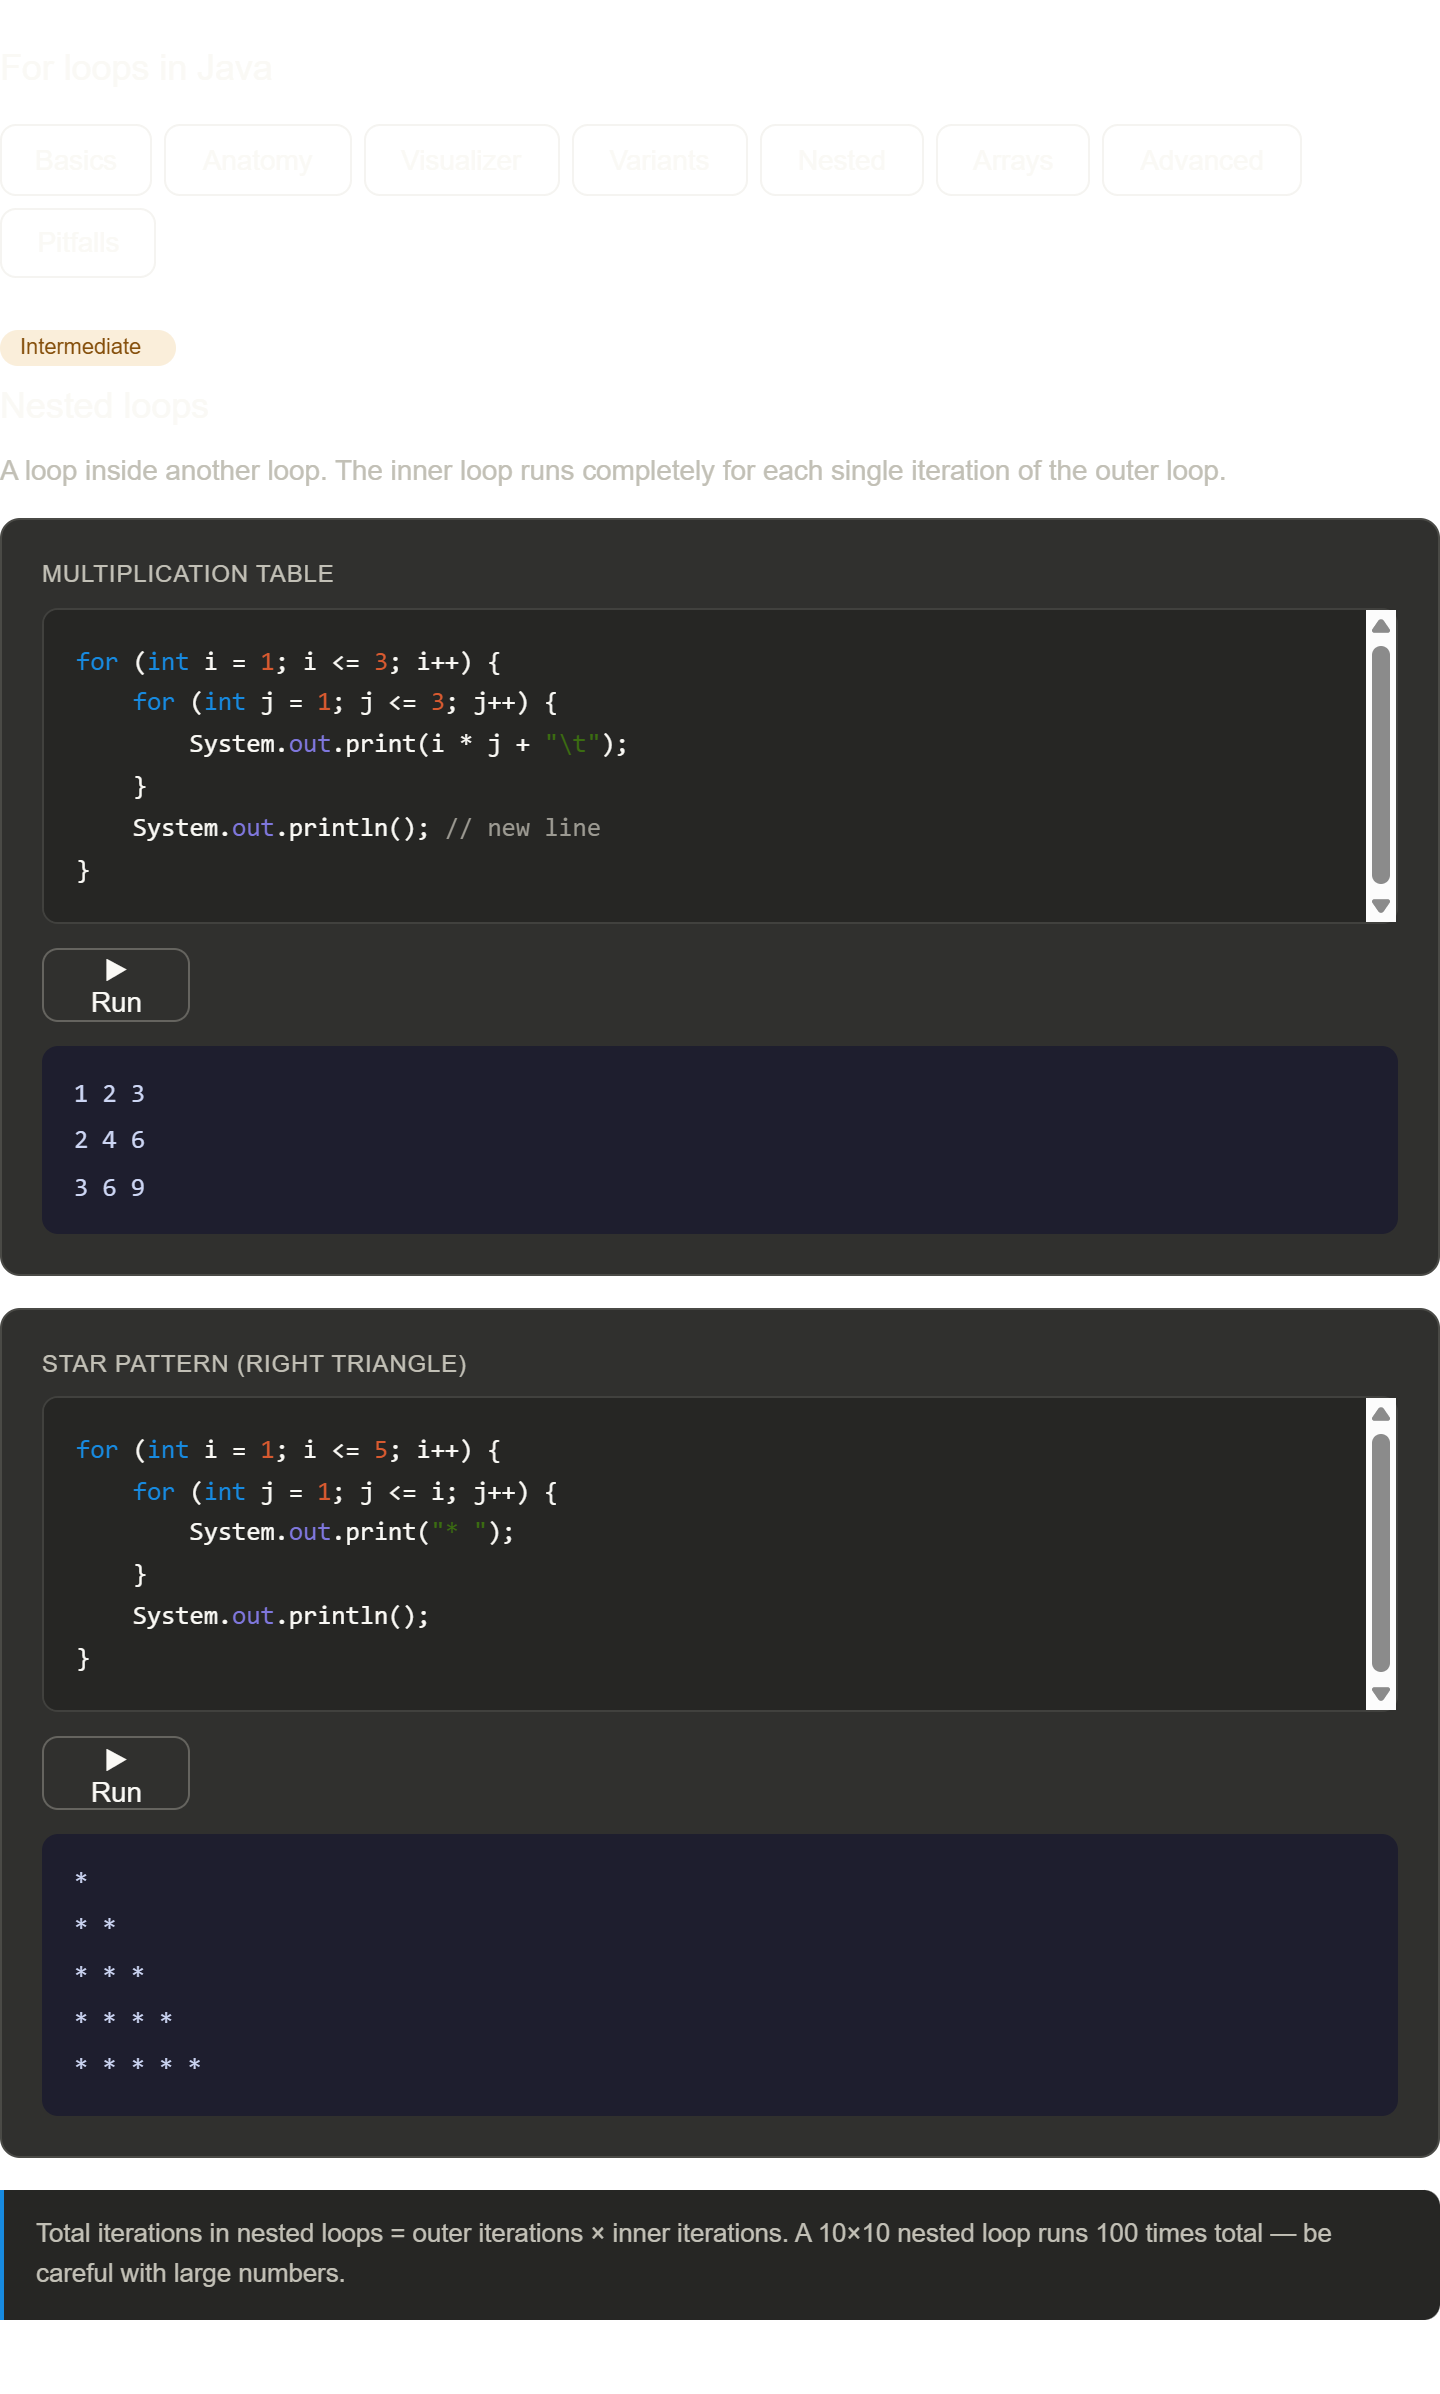 For loops in Java
Basics Anatomy Visualizer Variants Nested Arrays Advanced
Pitfalls
Intermediate
Nested loops
A loop inside another loop. The inner loop runs completely for each single iteration of the outer loop.
MULTIPLICATION TABLE
for (int i = 1; i <= 3; i++) {
    for (int j = 1; j <= 3; j++) {
        System.out.print(i * j + "\t");
    }
    System.out.println(); // new line
}
▶
Run
1 2 3
2 4 6
3 6 9
STAR PATTERN (RIGHT TRIANGLE)
for (int i = 1; i <= 5; i++) {
    for (int j = 1; j <= i; j++) {
        System.out.print("* ");
    }
    System.out.println();
}
▶
Run
*
* *
* * *
* * * *
* * * * *
Total iterations in nested loops = outer iterations × inner iterations. A 10×10 nested loop runs 100 times total — be
careful with large numbers.